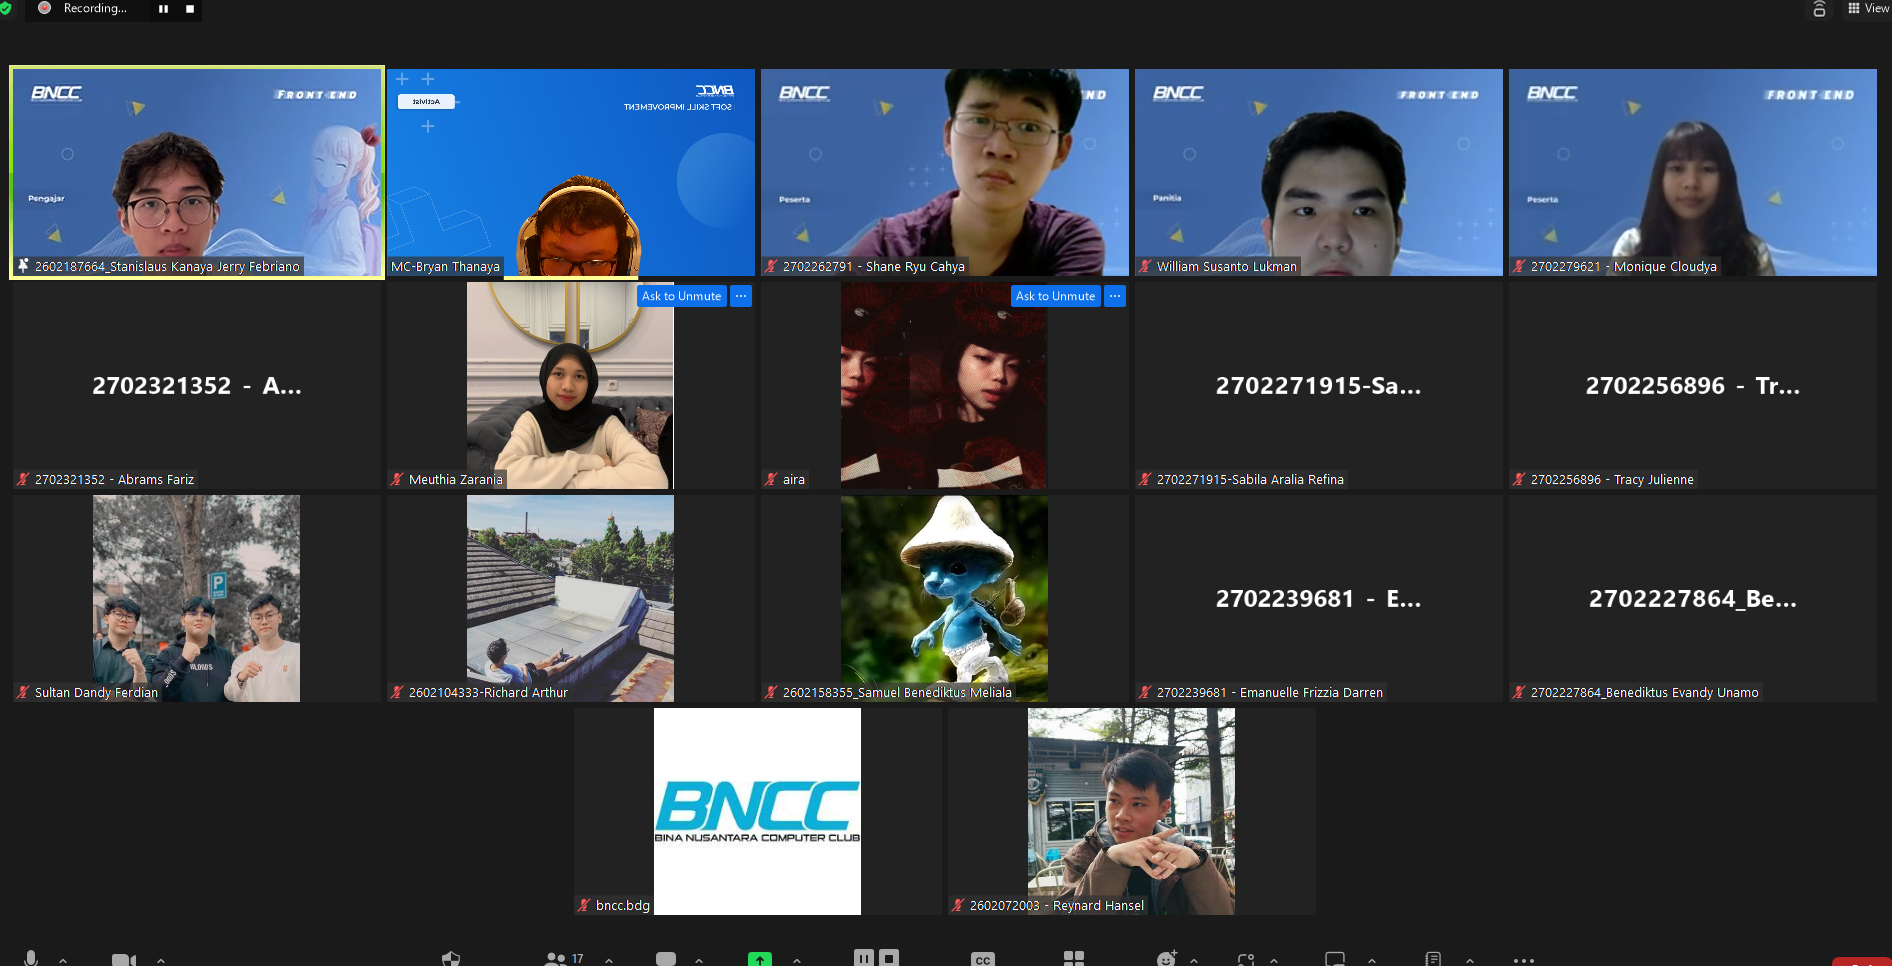 Recording...
View
BNCC
FRONT END
Pengajar
2602187664_Stanislaus Kanaya Jerry Febriano
BNCC
SOFT SKILL IMPROVEMENT
Activist
MC-Bryan Thanaya
BNCC
ND
Peserta
2702262791 - Shane Ryu Cahya
BNCC
FRONT END
Panitia
William Susanto Lukman
BNCC
FRONT END
Peserta
2702279621 - Monique Cloudya
2702321352 - A...
2702321352 - Abrams Fariz
Ask to Unmute
Meuthia Zarania
Ask to Unmute
aira
2702271915-Sa...
2702271915-Sabila Aralia Refina
2702256896 - Tr...
2702256896 - Tracy Julienne
P
Sultan Dandy Ferdian
2602104333-Richard Arthur
2602158355_Samuel Benediktus Meliala
2702239681 - E...
2702239681 - Emanuelle Frizzia Darren
2702227864_Be...
2702227864_Benediktus Evandy Unamo
BNCC
BINA NUSANTARA COMPUTER CLUB
bncc.bdg
2602072003 - Reynard Hansel
17
CC